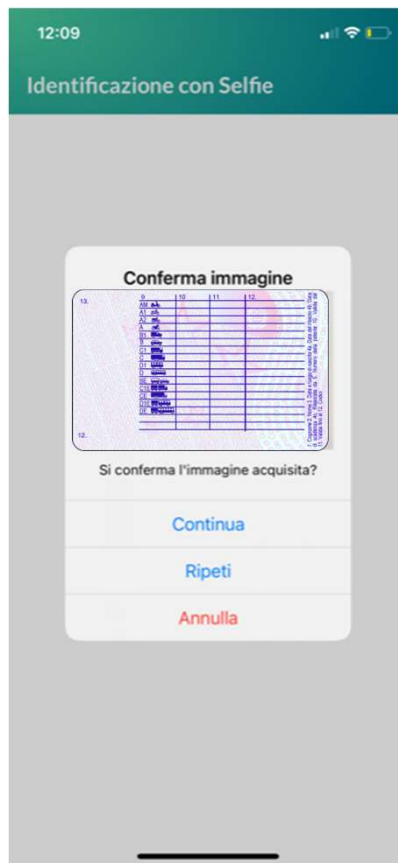 12:09
Identificazione con Selfie
Conferma immagine
13.
9 10 11 12.
AM
A1
A2
A
B1
B
C1
C
D1
D
BE
C1E
CE
D1E
DE
12.
Si conferma l'immagine acquisita?
Continua
Ripeti
Annulla